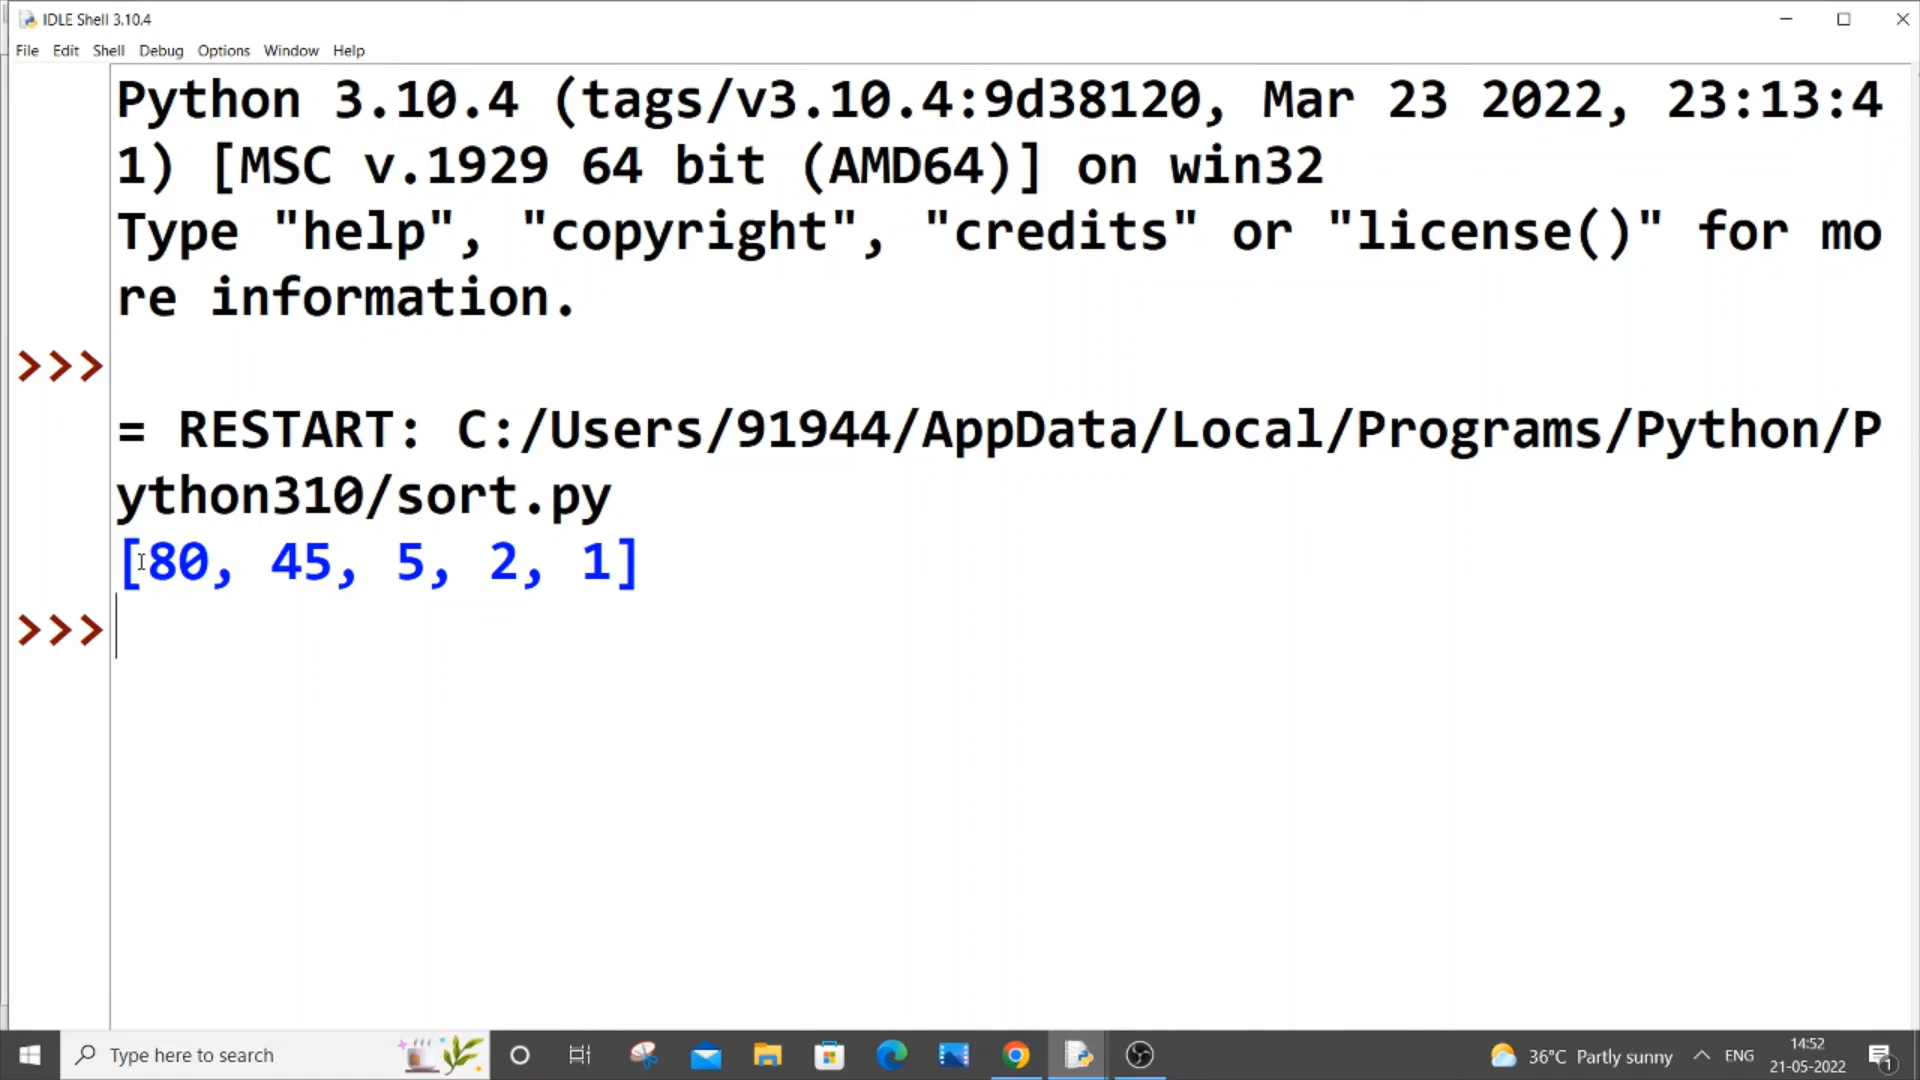 IDLE Shell 3.10.4
File Edit Shell Debug Options Window Help
Python 3.10.4 (tags/v3.10.4:9d38120, Mar 23 2022, 23:13:4
1) [MSC v.1929 64 bit (AMD64)] on win32
Type "help", "copyright", "credits" or "license()" for mo
re information.
>>>
= RESTART: C:/Users/91944/AppData/Local/Programs/Python/P
ython310/sort.py
[80, 45, 5, 2, 1]
>>>
Type here to search
36°C Partly sunny
ENG
14:52
21-05-2022
1